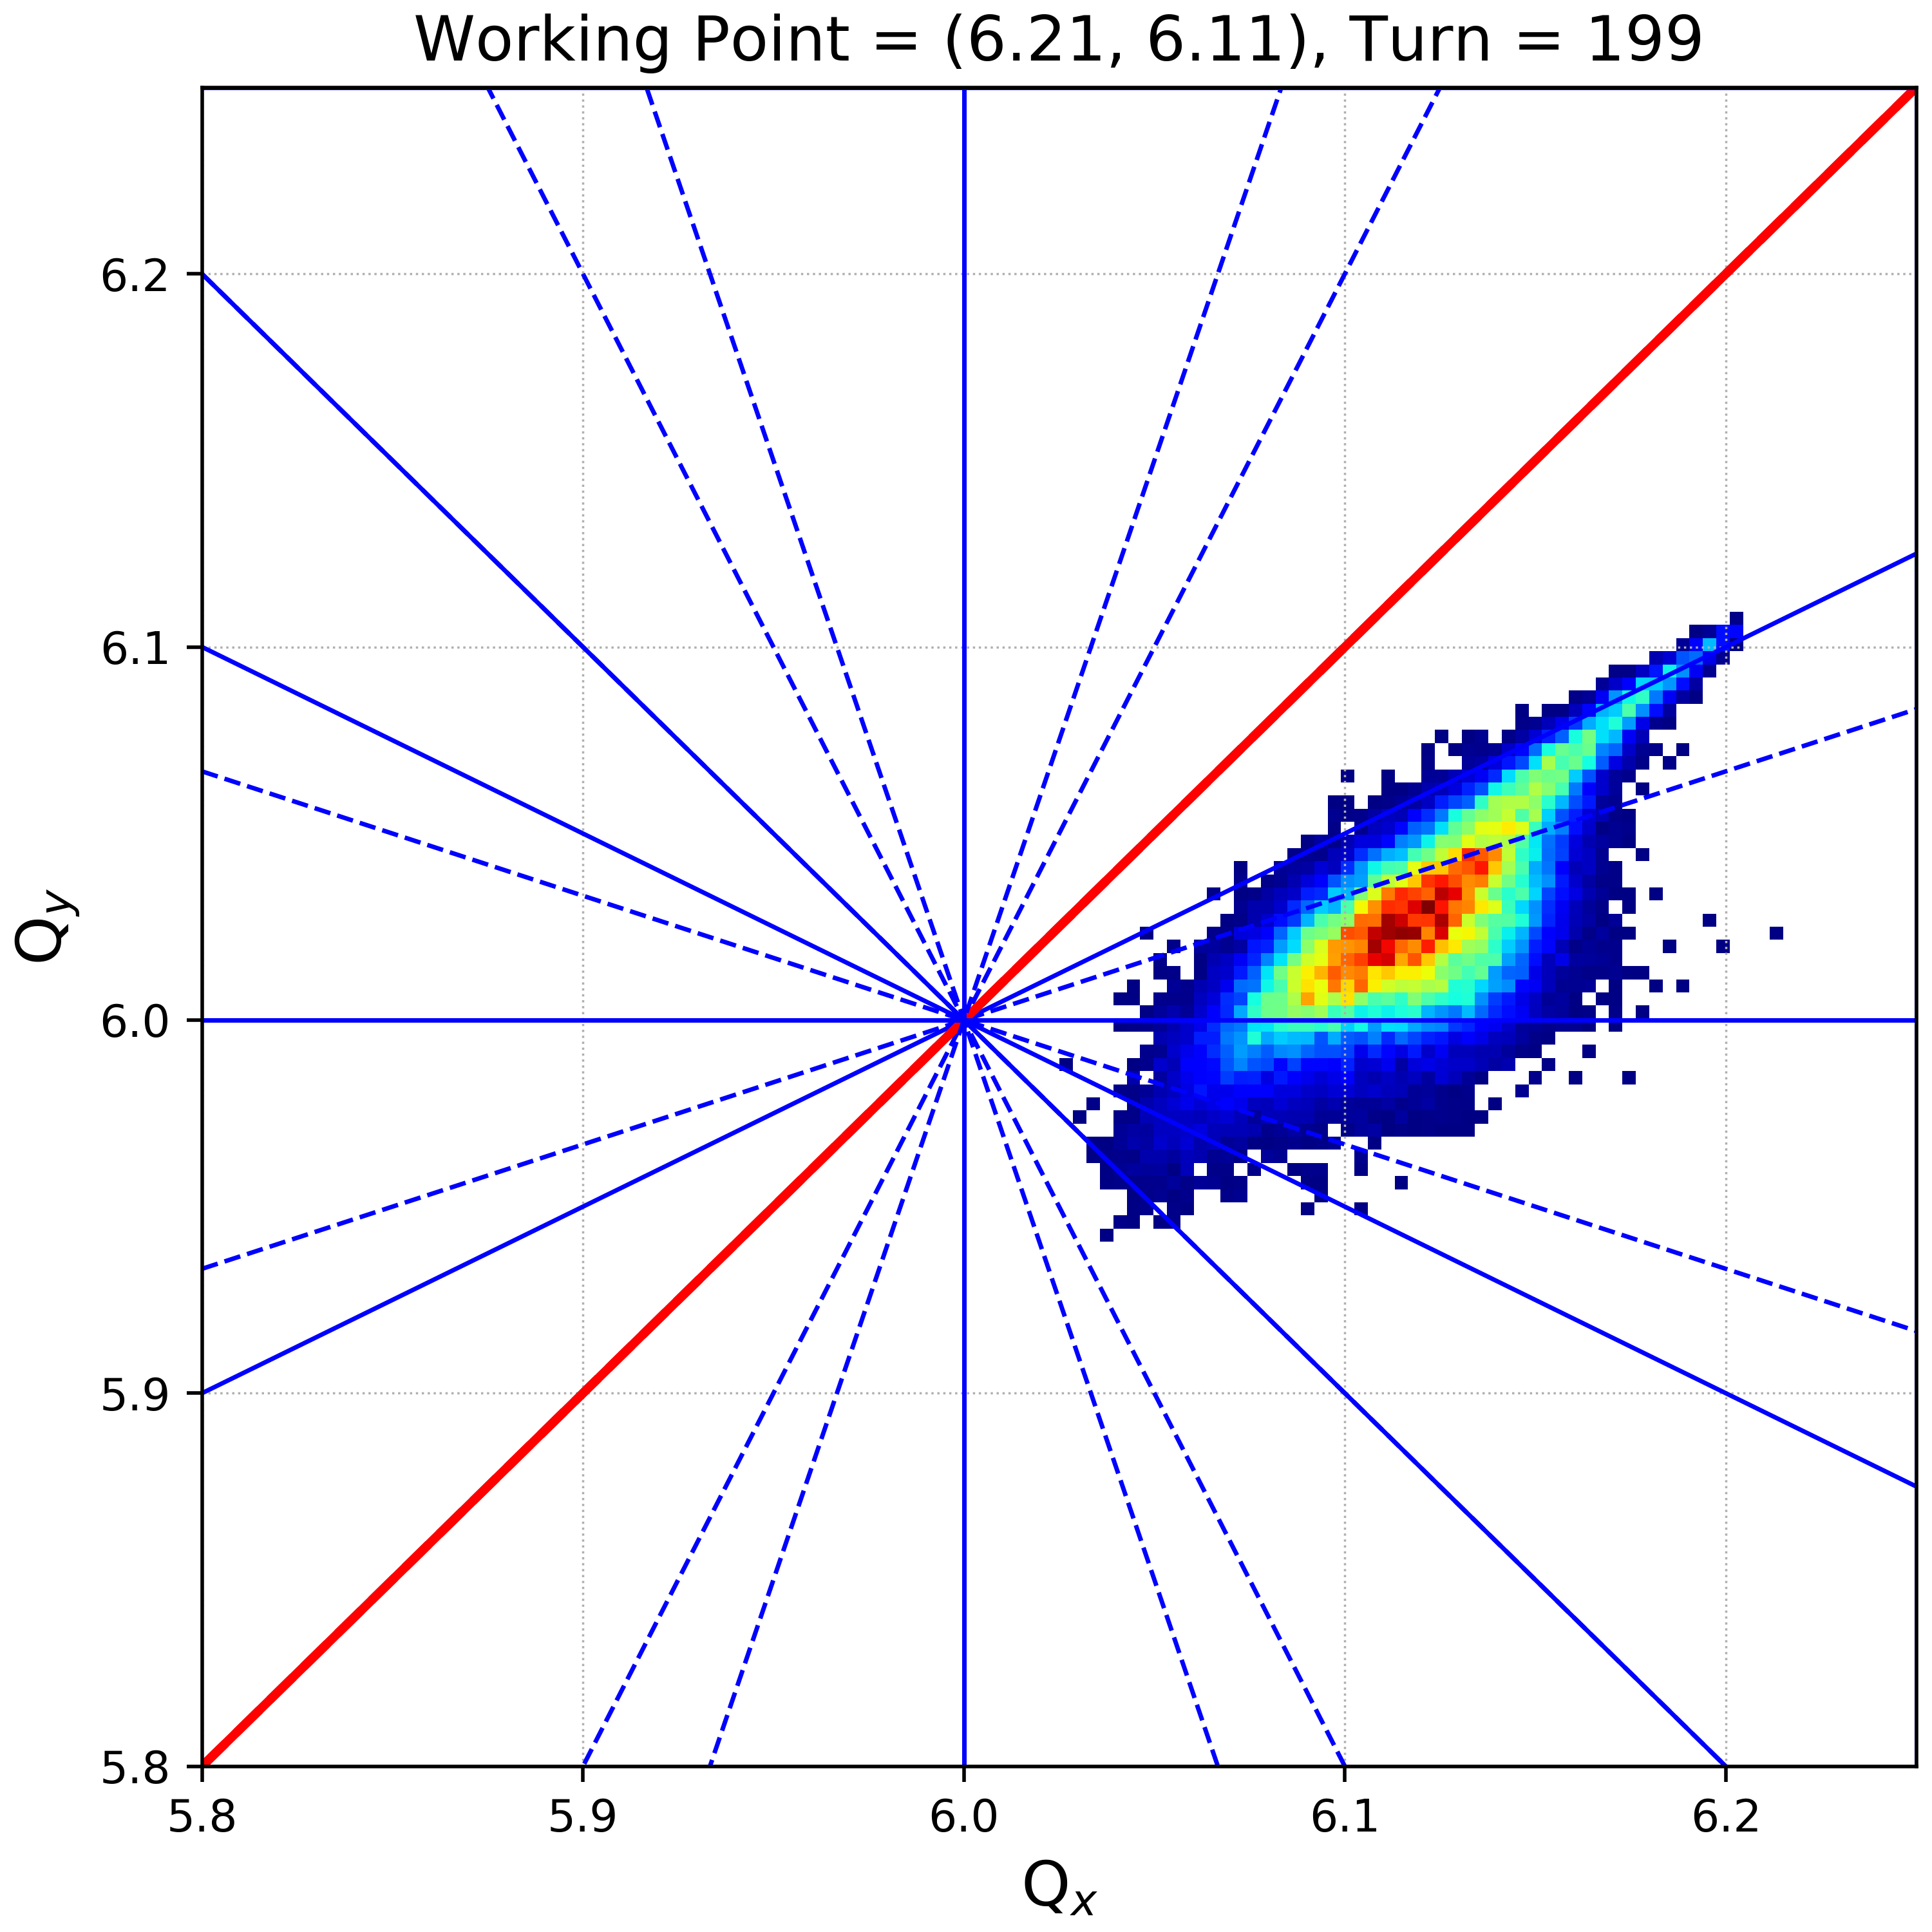 Working Point = (6.21, 6.11), Turn = 199
6.2
6.1
6.0
5.9
5.8
Qy
5.8 5.9 6.0 6.1 6.2
Qx